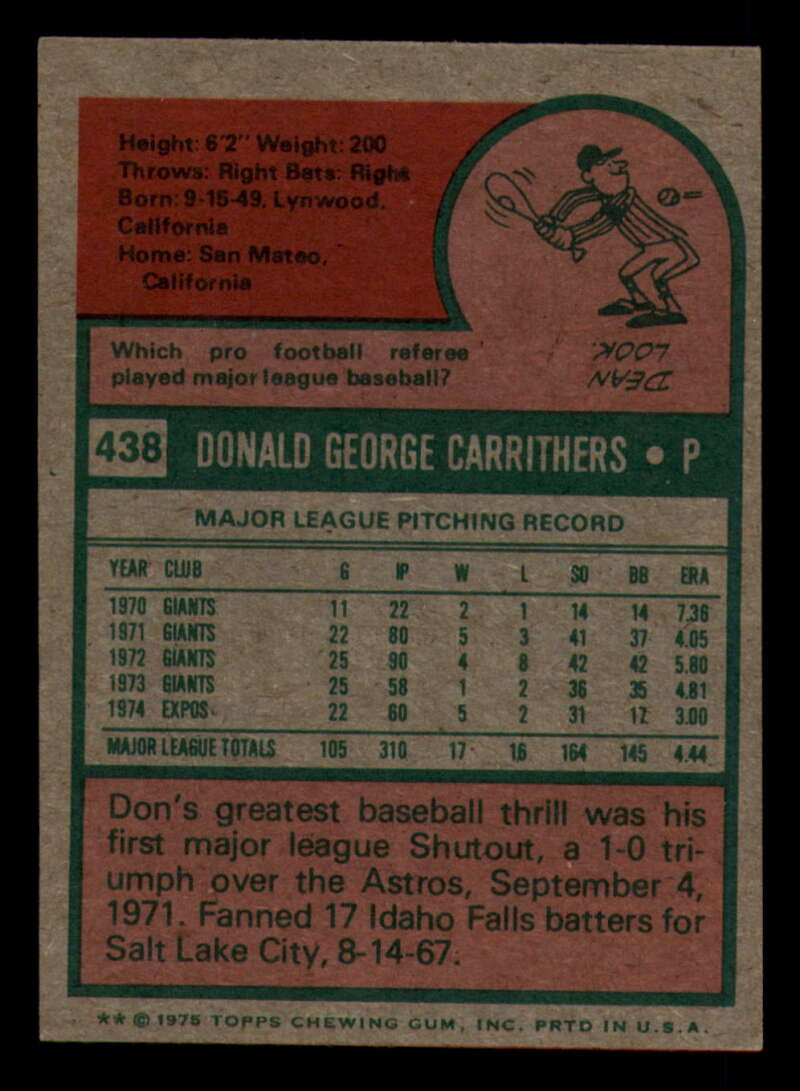 Height: 6'2" Weight: 200
Throws: Right Bats: Right
Born: 9-15-49, Lynwood,
California
Home: San Mateo,
California
Which pro football referee
played major league baseball?
DEAN
LOOK.
438 DONALD GEORGE CARRITHERS • P
MAJOR LEAGUE PITCHING RECORD
YEAR CLUB G IP W L SO BB ERA
1970 GIANTS 11 22 2 1 14 14 7.36
1971 GIANTS 22 80 5 3 41 37 4.05
1972 GIANTS 25 90 4 8 42 42 5.80
1973 GIANTS 25 58 1 2 36 35 4.81
1974 EXPOS 22 60 5 2 31 17 3.00
MAJOR LEAGUE TOTALS 105 310 17 16 164 145 4.44
Don's greatest baseball thrill was his
first major league Shutout, a 1-0 tri-
umph over the Astros, September 4,
1971. Fanned 17 Idaho Falls batters for
Salt Lake City, 8-14-67.
** © 1975 TOPPS CHEWING GUM, INC. PRTD IN U.S.A.